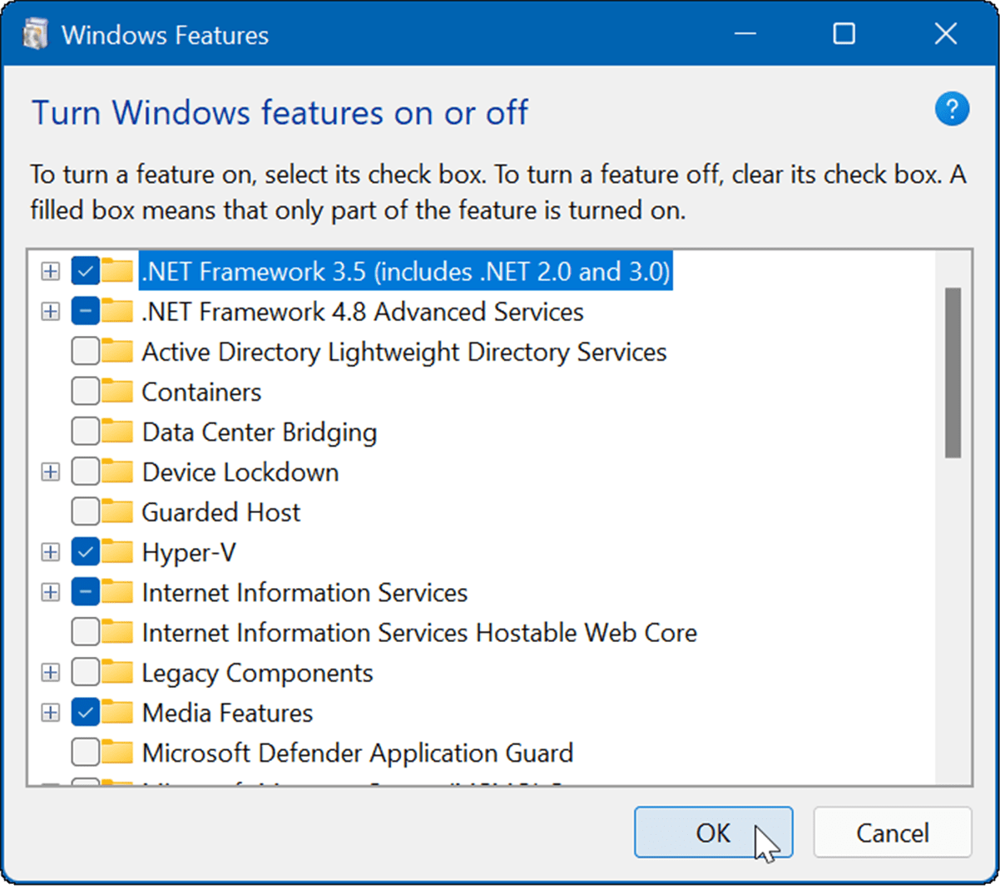 Windows Features
Turn Windows features on or off
?
To turn a feature on, select its check box. To turn a feature off, clear its check box. A
filled box means that only part of the feature is turned on.
.NET Framework 3.5 (includes .NET 2.0 and 3.0)
.NET Framework 4.8 Advanced Services
Active Directory Lightweight Directory Services
Containers
Data Center Bridging
Device Lockdown
Guarded Host
Hyper-V
Internet Information Services
Internet Information Services Hostable Web Core
Legacy Components
Media Features
Microsoft Defender Application Guard
OK
Cancel